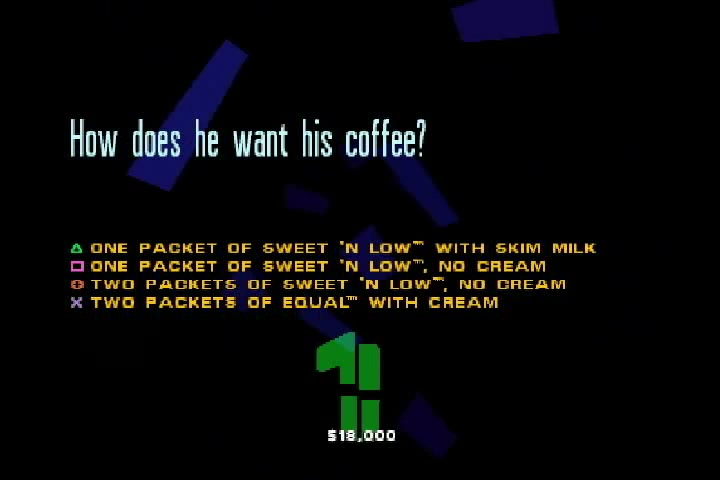 How does he want his coffee?
ONE PACKET OF SWEET 'N LOW™ WITH SKIM MILK
ONE PACKET OF SWEET 'N LOW™, NO CREAM
TWO PACKETS OF SWEET 'N LOW™, NO CREAM
X TWO PACKETS OF EQUAL™ WITH CREAM
1
$18,000